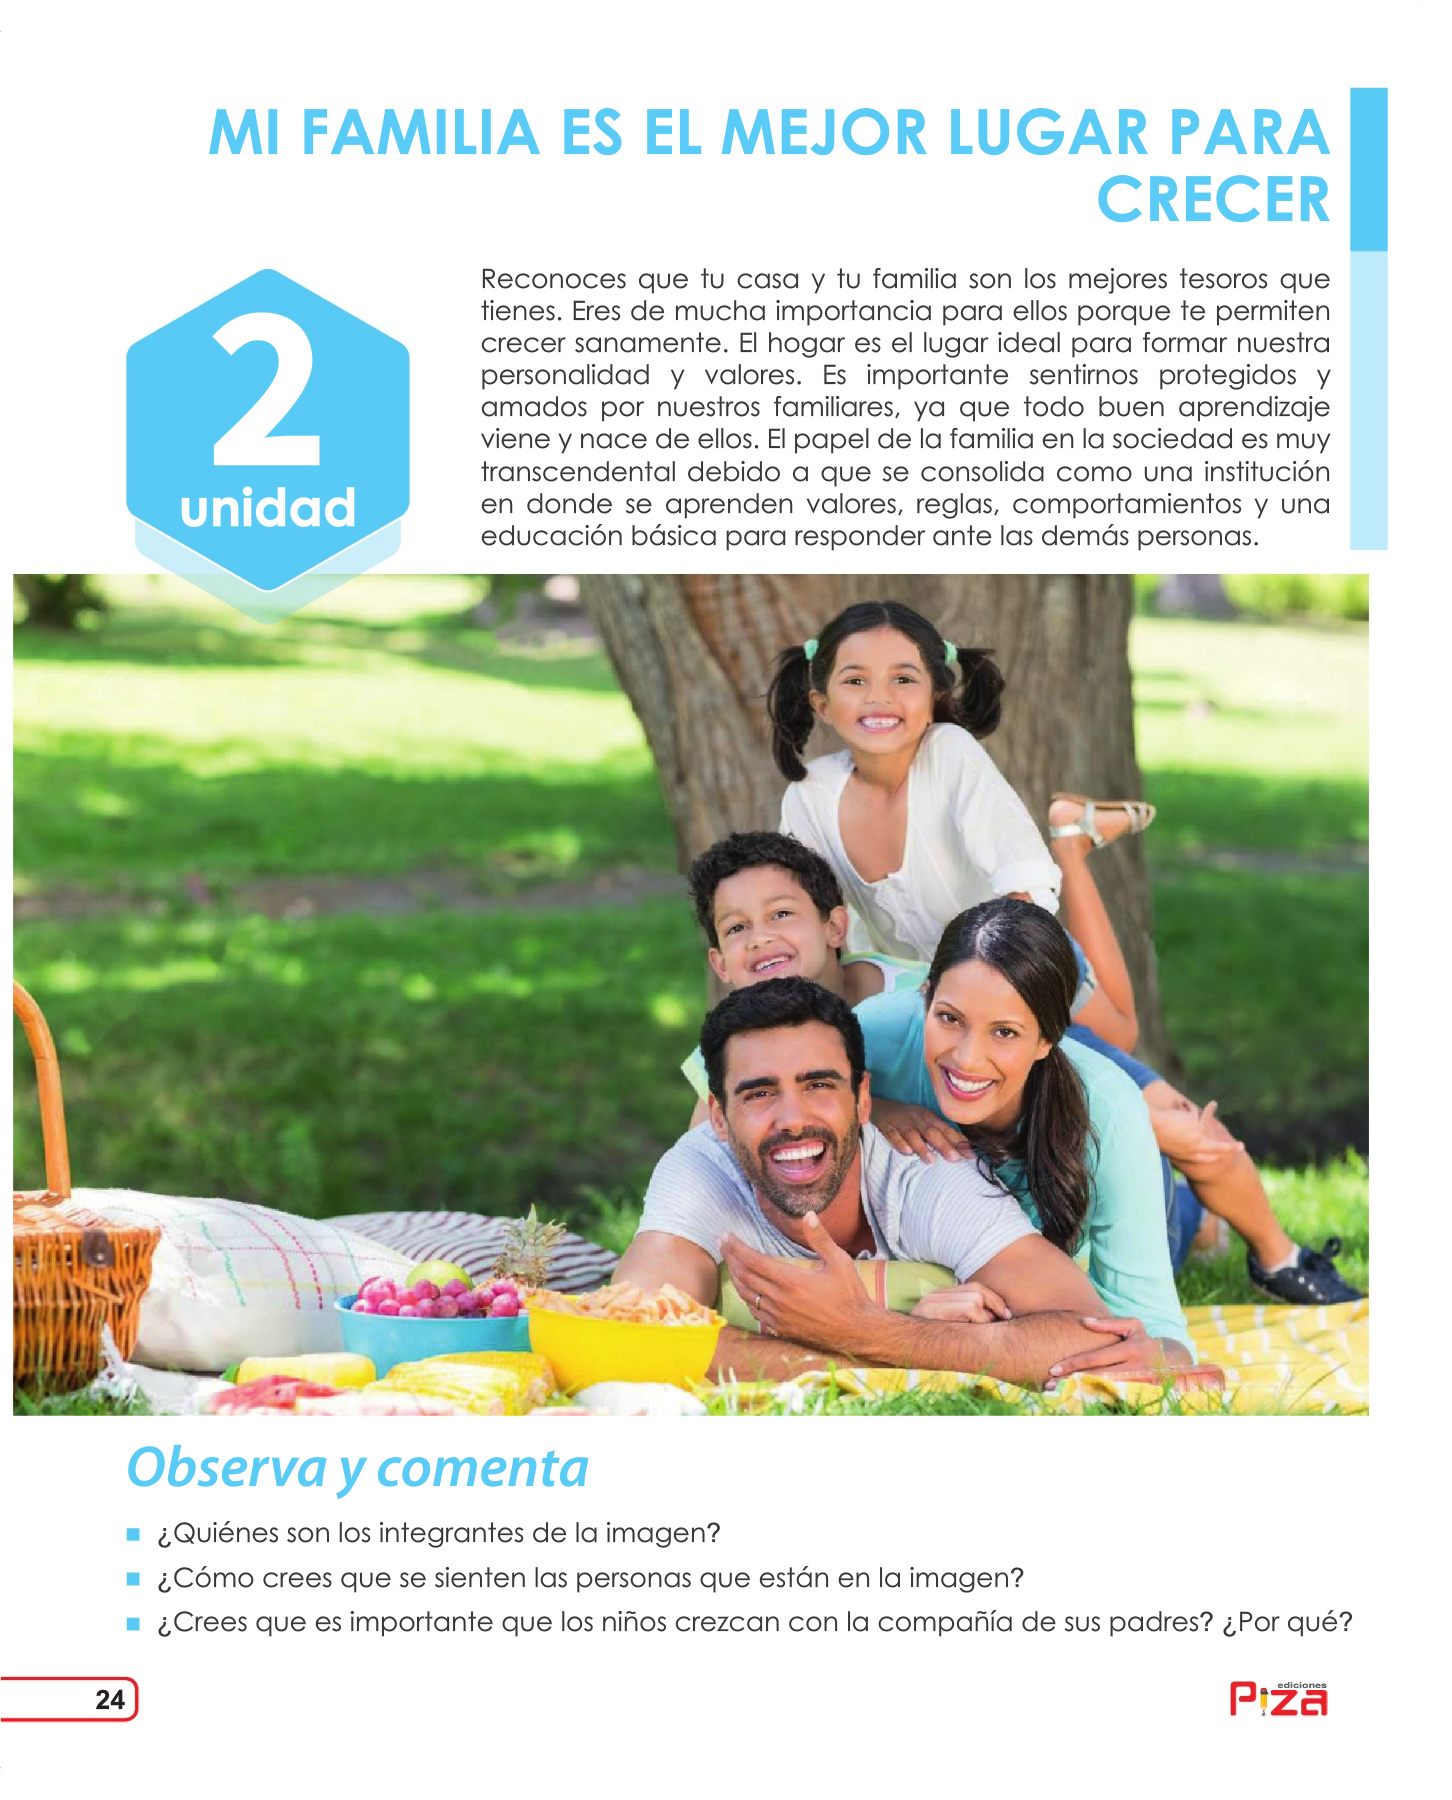 MI FAMILIA ES EL MEJOR LUGAR PARA
CRECER
2
unidad
Reconoces que tu casa y tu familia son los mejores tesoros que
tienes. Eres de mucha importancia para ellos porque te permiten
crecer sanamente. El hogar es el lugar ideal para formar nuestra
personalidad y valores. Es importante sentirnos protegidos y
amados por nuestros familiares, ya que todo buen aprendizaje
viene y nace de ellos. El papel de la familia en la sociedad es muy
transcendental debido a que se consolida como una institución
en donde se aprenden valores, reglas, comportamientos y una
educación básica para responder ante las demás personas.
Observa y comenta
¿Quiénes son los integrantes de la imagen?
¿Cómo crees que se sienten las personas que están en la imagen?
¿Crees que es importante que los niños crezcan con la compañía de sus padres? ¿Por qué?
24
ediciones
Piza